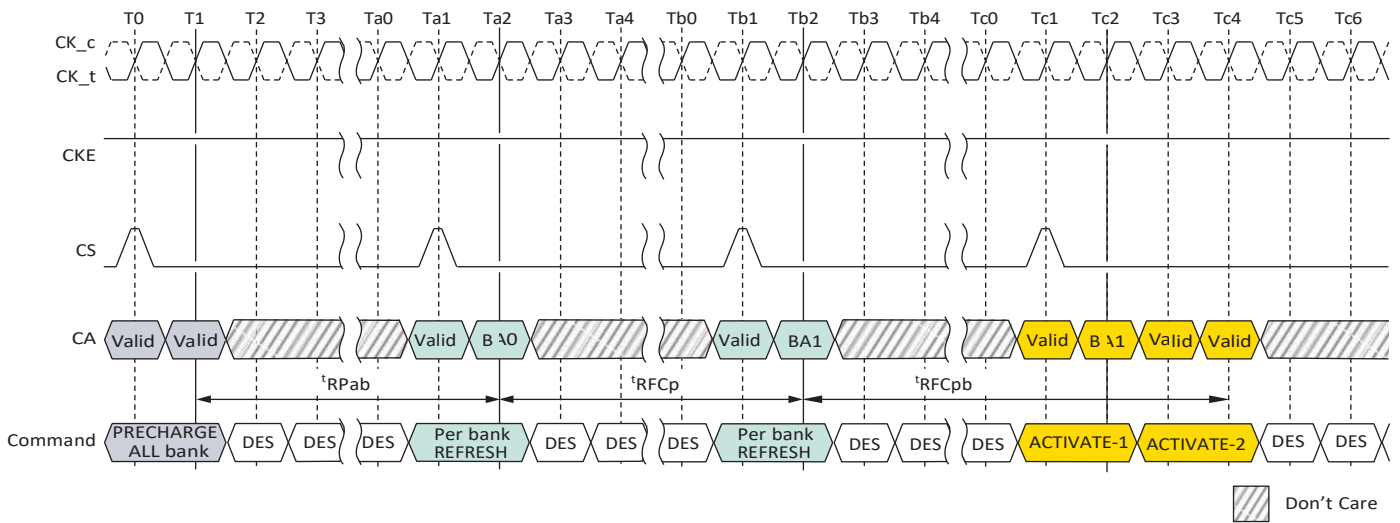 T0 T1 T2 T3 Ta0 Ta1 Ta2 Ta3 Ta4 Tb0 Tb1 Tb2 Tb3 Tb4 Tc0 Tc1 Tc2 Tc3 Tc4 Tc5 Tc6
CK_c
CK_t
CKE
CS
CA Valid Valid Valid BA0 Valid BA1 Valid BA1 Valid Valid
tRPab tRFCp tRFCpb
Command PRECHARGE ALL bank DES DES DES Per bank REFRESH DES DES DES Per bank REFRESH DES DES DES ACTIVATE-1 ACTIVATE-2 DES DES
Don't Care